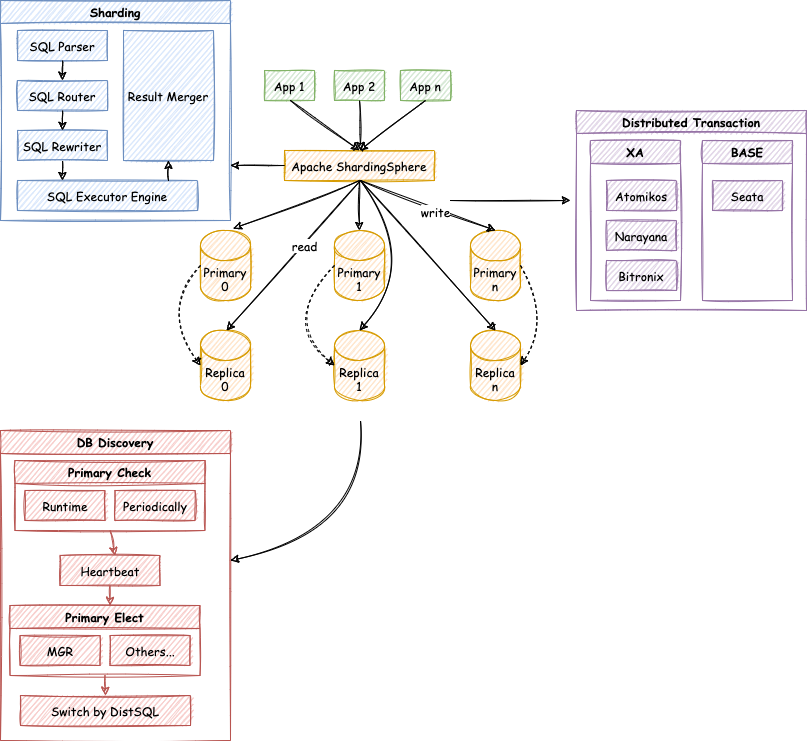 Sharding
SQL Parser
SQL Router
SQL Rewriter
Result Merger
SQL Executor Engine
App 1
App 2
App n
Apache ShardingSphere
Distributed Transaction
XA
BASE
Atomikos
Narayana
Bitronix
Seata
write
read
Primary
0
Primary
1
Primary
n
Replica
0
Replica
1
Replica
n
DB Discovery
Primary Check
Runtime
Periodically
Heartbeat
Primary Elect
MGR
Others...
Switch by DistSQL